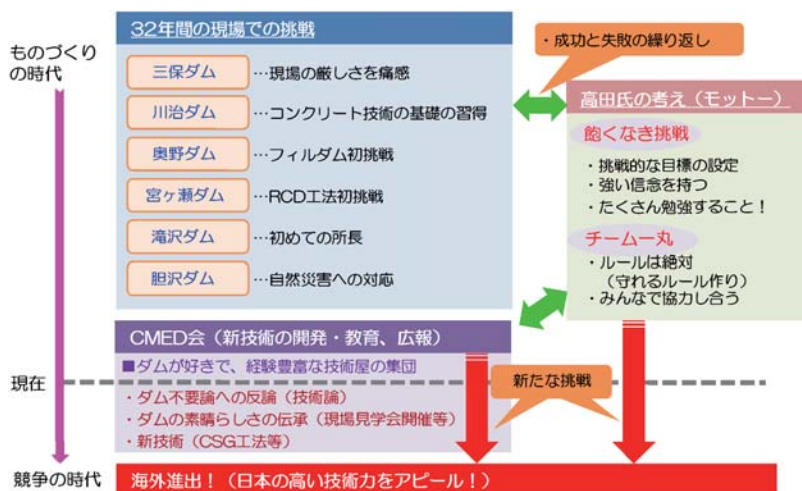 ものづくり
の時代
32年間の現場での挑戦
三保ダム …現場の厳しさを痛感
川治ダム …コンクリート技術の基礎の習得
奥野ダム …フィルダム初挑戦
宮ヶ瀬ダム …RCD工法初挑戦
滝沢ダム …初めての所長
胆沢ダム …自然災害への対応
・成功と失敗の繰り返し
高田氏の考え（モットー）
飽くなき挑戦
・挑戦的な目標の設定
・強い信念を持つ
・たくさん勉強すること！
チーム一丸
・ルールは絶対
（守れるルール作り）
・みんなで協力し合う
CMED会（新技術の開発・教育、広報）
■ダムが好きで、経験豊富な技術屋の集団
現在
・ダム不要論への反論（技術論）
・ダムの素晴らしさの伝承（現場見学会開催等）
・新技術（CSG工法等）
新たな挑戦
競争の時代
海外進出！（日本の高い技術力をアピール！）